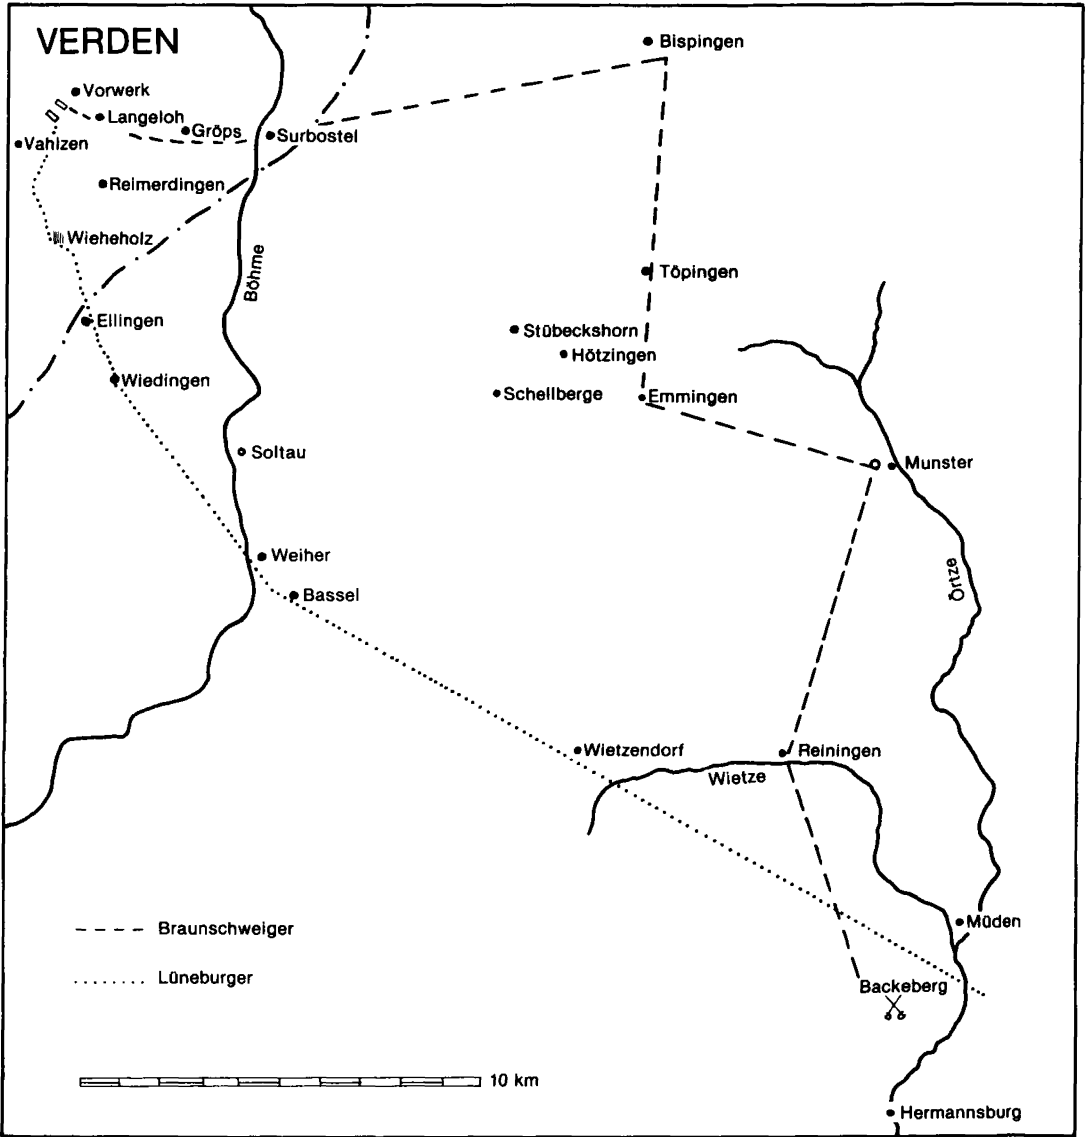 VERDEN
Bispingen
Vorwerk
Langeloh
Gröps
Surbostel
Vahlzen
Reimerdingen
Wieheholz
Böhme
Töpingen
Ellingen
Stübeckshorn
Hötzingen
Wiedingen
Schellberge
Emmingen
Soltau
Munster
Weiher
Örtze
Bassel
Wietzendorf
Reiningen
Wietze
Braunschweiger
Müden
Lüneburger
Backeberg
10 km
Hermannsburg